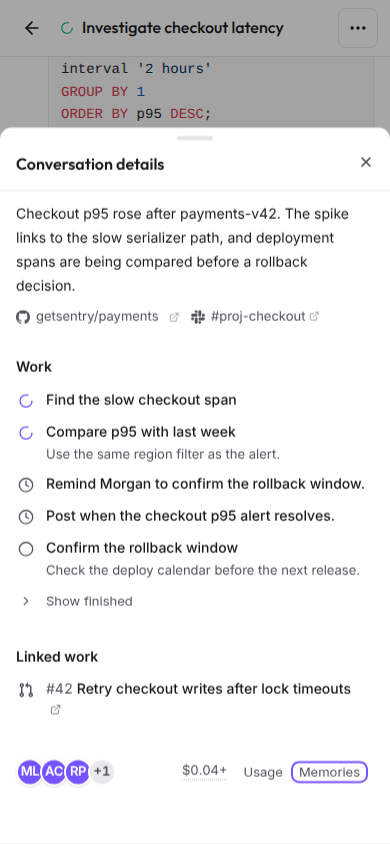 Investigate checkout latency
interval '2 hours'
GROUP BY 1
ORDER BY p95 DESC;
Conversation details
Checkout p95 rose after payments-v42. The spike
links to the slow serializer path, and deployment
spans are being compared before a rollback
decision.
getsentry/payments #proj-checkout
Work
Find the slow checkout span
Compare p95 with last week
Use the same region filter as the alert.
Remind Morgan to confirm the rollback window.
Post when the checkout p95 alert resolves.
Confirm the rollback window
Check the deploy calendar before the next release.
Show finished
Linked work
#42 Retry checkout writes after lock timeouts
ML AC RP +1 $0.04+ Usage Memories